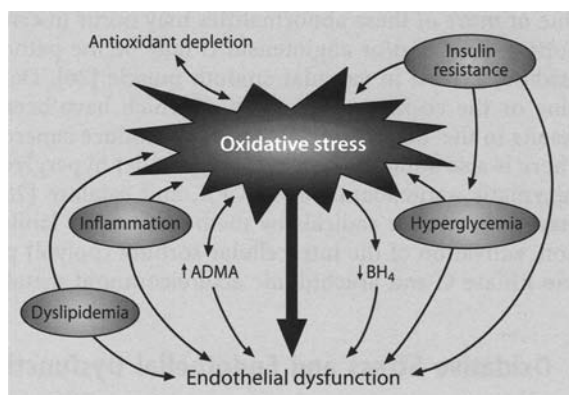 Antioxidant depletion
Insulin
resistance
Oxidative stress
Inflammation
Hyperglycemia
↑ ADMA
↓ BH₄
Dyslipidemia
Endothelial dysfunction